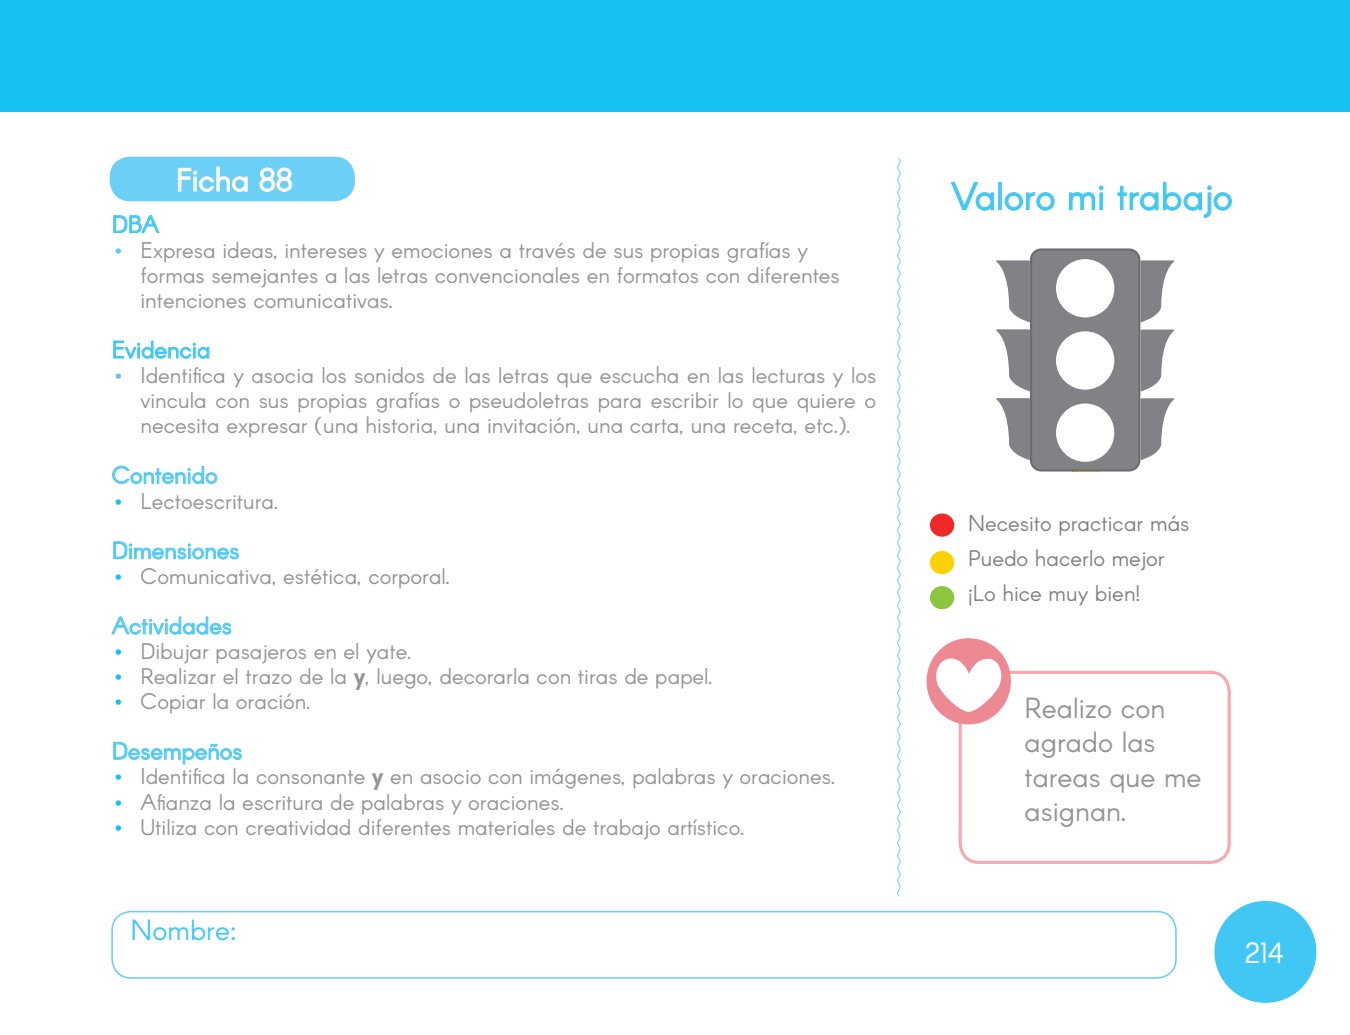 Ficha 88
DBA
• Expresa ideas, intereses y emociones a través de sus propias grafías y
formas semejantes a las letras convencionales en formatos con diferentes
intenciones comunicativas.
Evidencia
• Identifica y asocia los sonidos de las letras que escucha en las lecturas y los
vincula con sus propias grafías o pseudoletras para escribir lo que quiere o
necesita expresar (una historia, una invitación, una carta, una receta, etc.).
Contenido
• Lectoescritura.
Dimensiones
• Comunicativa, estética, corporal.
Actividades
• Dibujar pasajeros en el yate.
• Realizar el trazo de la y, luego, decorarla con tiras de papel.
• Copiar la oración.
Desempeños
• Identifica la consonante y en asocio con imágenes, palabras y oraciones.
• Afianza la escritura de palabras y oraciones.
• Utiliza con creatividad diferentes materiales de trabajo artístico.
Valoro mi trabajo
Necesito practicar más
Puedo hacerlo mejor
¡Lo hice muy bien!
Realizo con
agrado las
tareas que me
asignan.
Nombre:
214